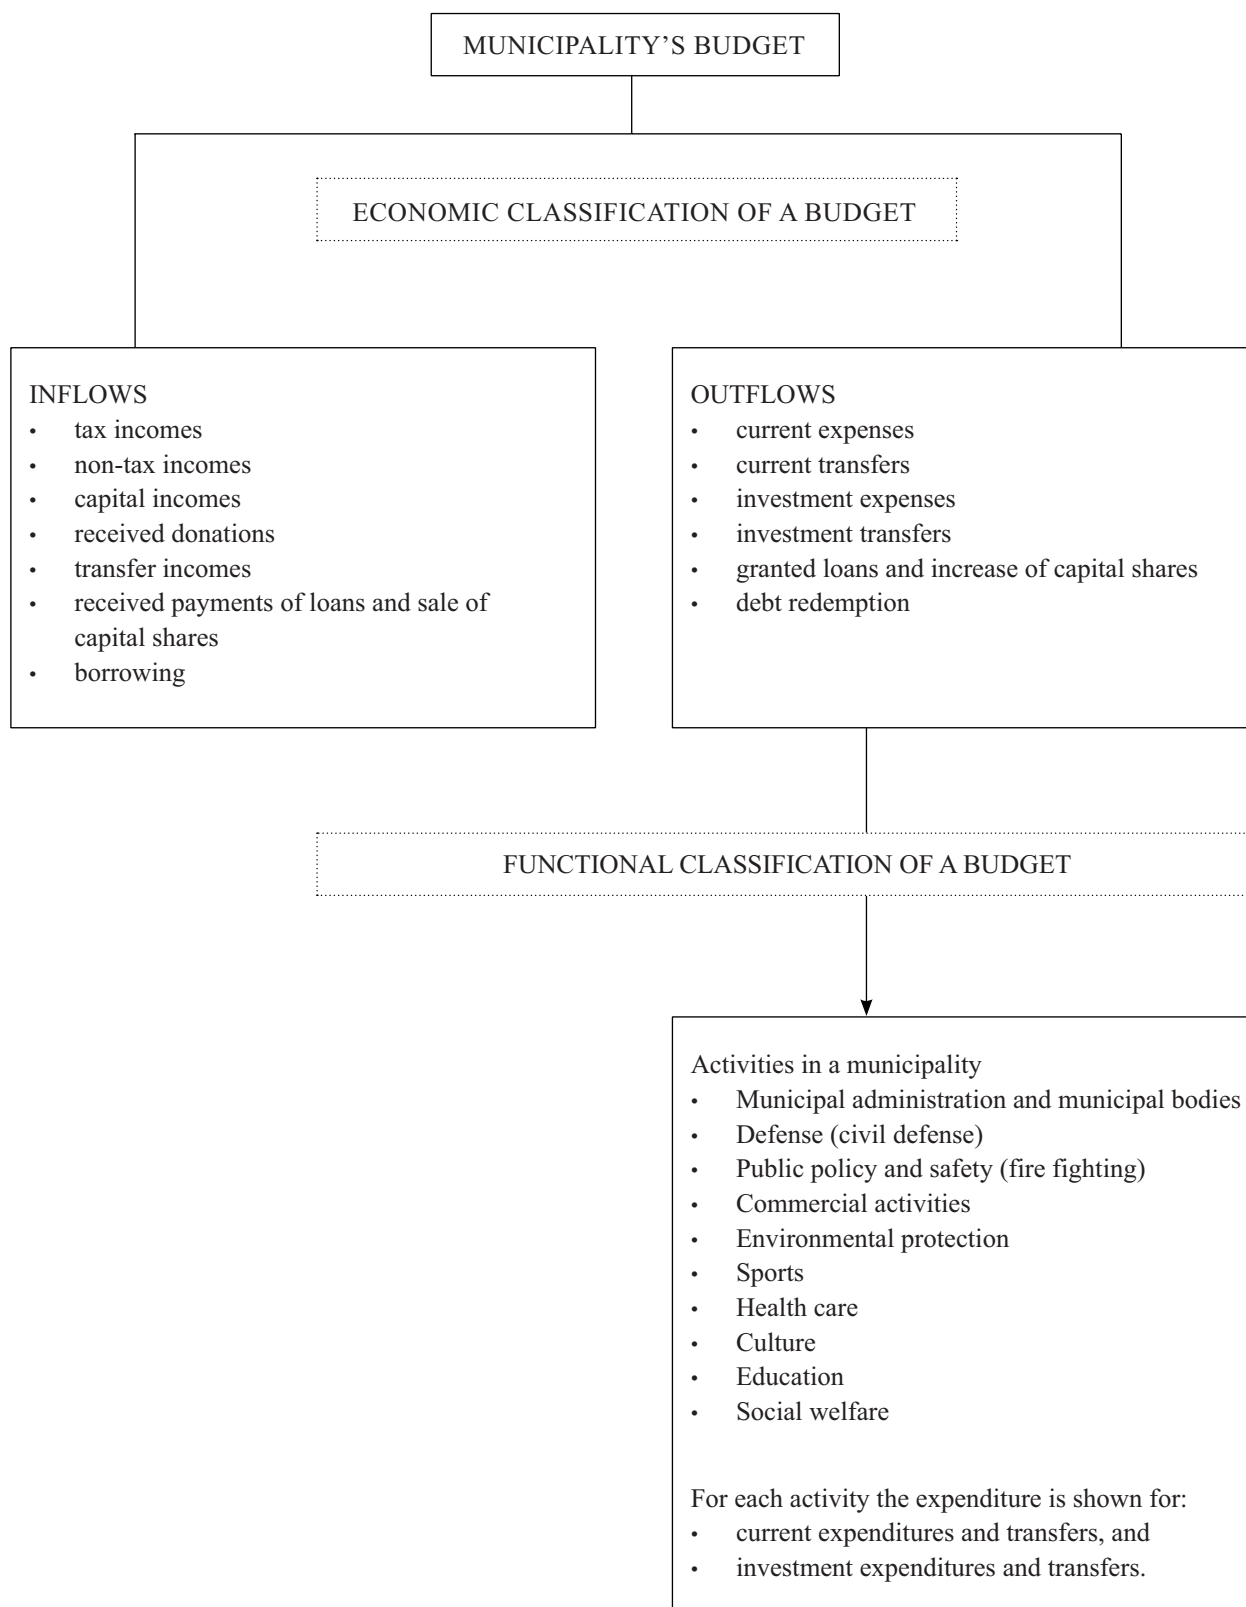 MUNICIPALITY’S BUDGET
ECONOMIC CLASSIFICATION OF A BUDGET
INFLOWS
• tax incomes
• non-tax incomes
• capital incomes
• received donations
• transfer incomes
• received payments of loans and sale of
capital shares
• borrowing
OUTFLOWS
• current expenses
• current transfers
• investment expenses
• investment transfers
• granted loans and increase of capital shares
• debt redemption
FUNCTIONAL CLASSIFICATION OF A BUDGET
Activities in a municipality
• Municipal administration and municipal bodies
• Defense (civil defense)
• Public policy and safety (fire fighting)
• Commercial activities
• Environmental protection
• Sports
• Health care
• Culture
• Education
• Social welfare
For each activity the expenditure is shown for:
• current expenditures and transfers, and
• investment expenditures and transfers.